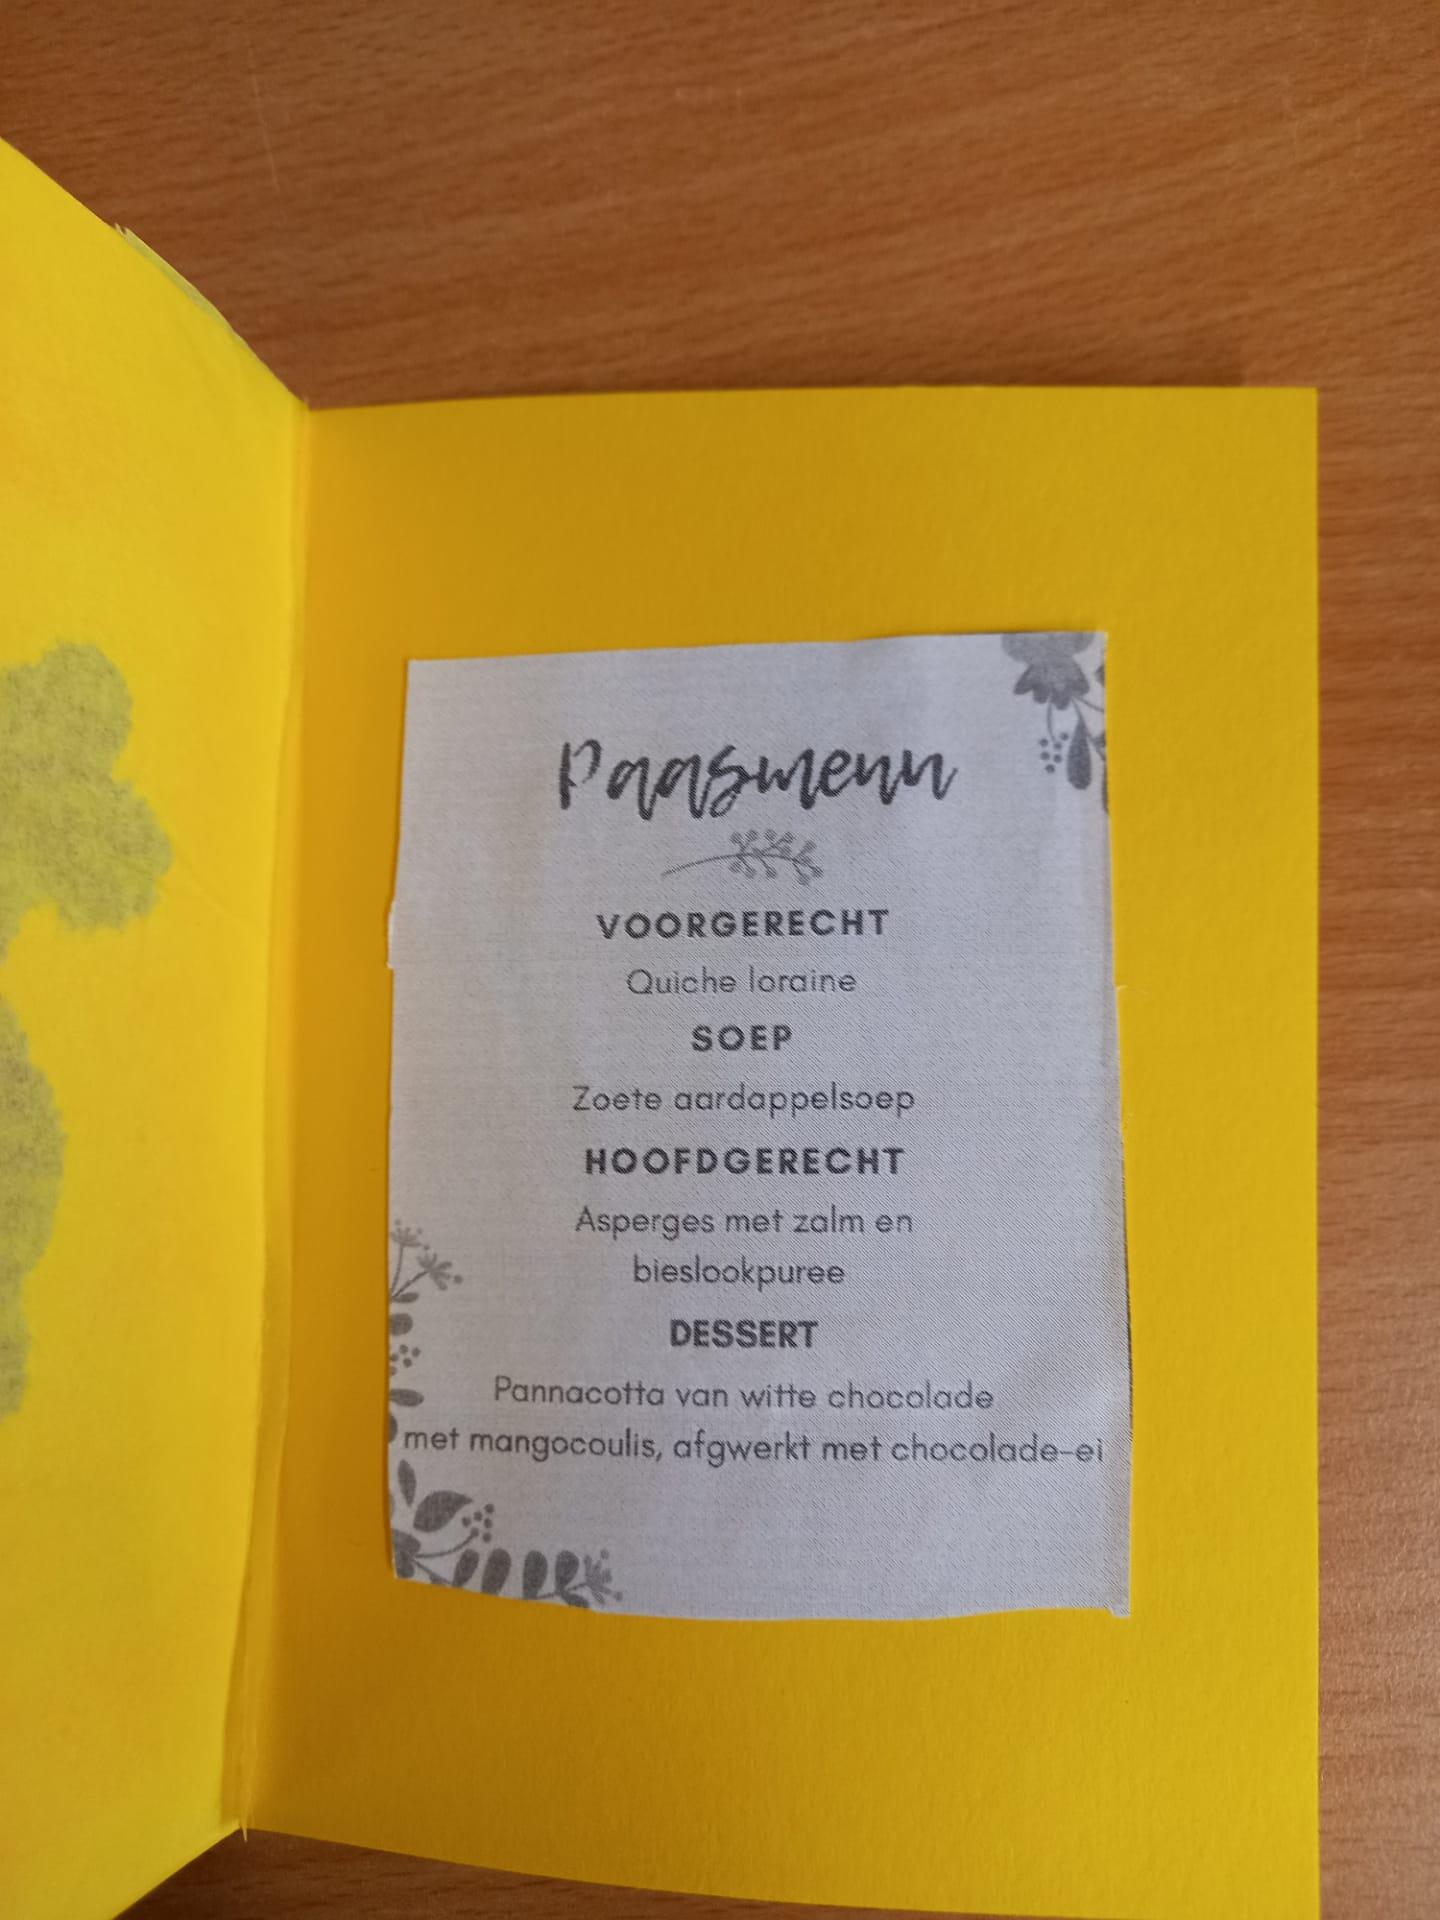 Paasmenu
VOORGERECHT
Quiche loraine
SOEP
Zoete aardappelsoep
HOOFDGERECHT
Asperges met zalm en
bieslookpuree
DESSERT
Pannacotta van witte chocolade
met mangocoulis, afgwerkt met chocolade-ei